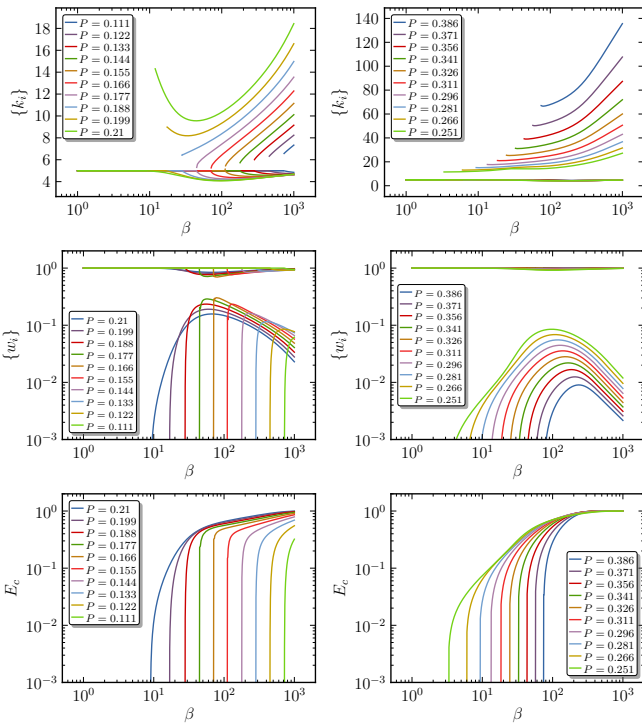 {k_i}
18
16
14
12
10
8
6
4
10^0
10^1
10^2
10^3
β
P = 0.111
P = 0.122
P = 0.133
P = 0.144
P = 0.155
P = 0.166
P = 0.177
P = 0.188
P = 0.199
P = 0.21
{k_i}
140
120
100
80
60
40
20
0
10^0
10^1
10^2
10^3
β
P = 0.386
P = 0.371
P = 0.356
P = 0.341
P = 0.326
P = 0.311
P = 0.296
P = 0.281
P = 0.266
P = 0.251
{w_i}
10^0
10^−1
10^−2
10^−3
10^0
10^1
10^2
10^3
β
P = 0.21
P = 0.199
P = 0.188
P = 0.177
P = 0.166
P = 0.155
P = 0.144
P = 0.133
P = 0.122
P = 0.111
{w_i}
10^0
10^−1
10^−2
10^−3
10^0
10^1
10^2
10^3
β
P = 0.386
P = 0.371
P = 0.356
P = 0.341
P = 0.326
P = 0.311
P = 0.296
P = 0.281
P = 0.266
P = 0.251
E_c
10^0
10^−1
10^−2
10^−3
10^0
10^1
10^2
10^3
β
P = 0.21
P = 0.199
P = 0.188
P = 0.177
P = 0.166
P = 0.155
P = 0.144
P = 0.133
P = 0.122
P = 0.111
E_c
10^0
10^−1
10^−2
10^−3
10^0
10^1
10^2
10^3
β
P = 0.386
P = 0.371
P = 0.356
P = 0.341
P = 0.326
P = 0.311
P = 0.296
P = 0.281
P = 0.266
P = 0.251